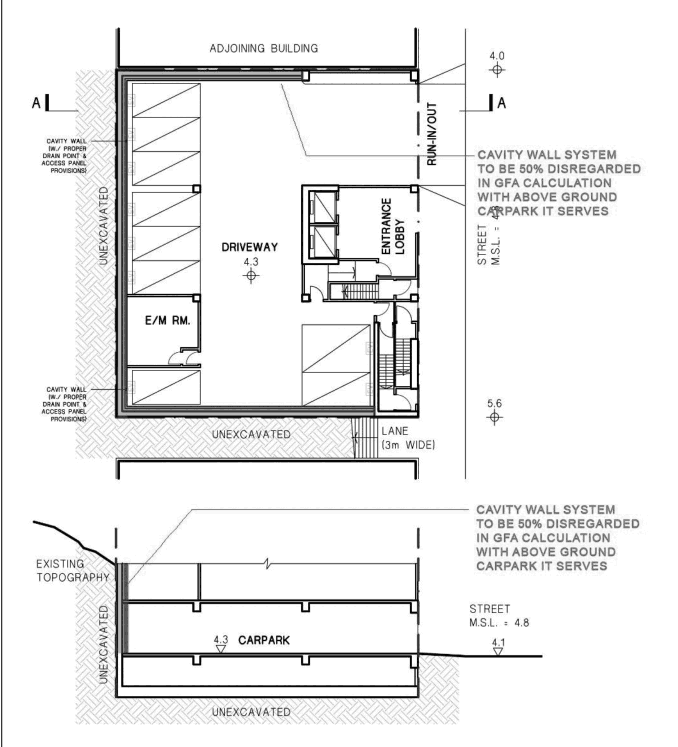 ADJOINING BUILDING
4.0
A
A
CAVITY WALL
(W./ PROPER
DRAIN POINT &
ACCESS PANEL
PROVISIONS)
RUN-IN/OUT
CAVITY WALL SYSTEM
TO BE 50% DISREGARDED
IN GFA CALCULATION
WITH ABOVE GROUND
CARPARK IT SERVES
UNEXCAVATED
DRIVEWAY
4.3
ENTRANCE
LOBBY
STREET
M.S.L. =
E/M RM.
CAVITY WALL
(W./ PROPER
DRAIN POINT &
ACCESS PANEL
PROVISIONS)
5.6
UNEXCAVATED
LANE
(3m WIDE)
CAVITY WALL SYSTEM
TO BE 50% DISREGARDED
IN GFA CALCULATION
WITH ABOVE GROUND
CARPARK IT SERVES
EXISTING
TOPOGRAPHY
UNEXCAVATED
4.3 CARPARK
STREET
M.S.L. = 4.8
4.1
UNEXCAVATED